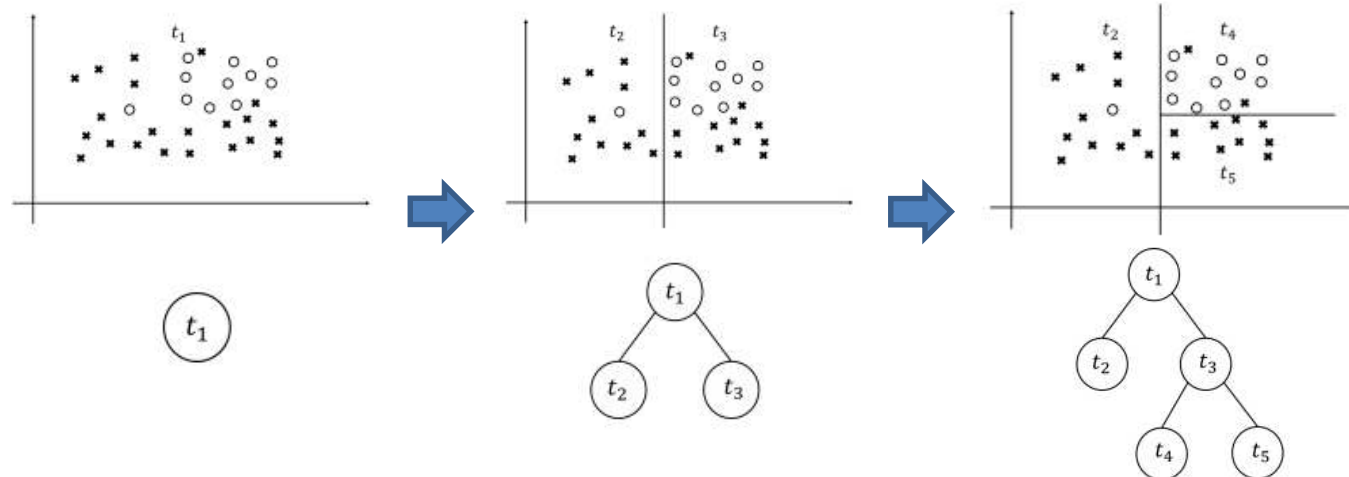 t₁
t₂ t₃
t₂ t₄
t₅
t₁
t₁
t₂ t₃
t₁
t₂ t₃
t₄ t₅